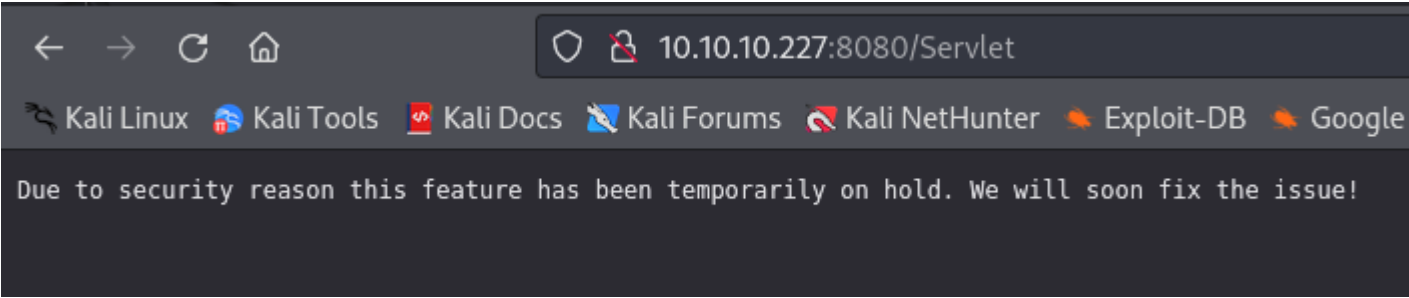 10.10.10.227:8080/Servlet
Kali Linux Kali Tools Kali Docs Kali Forums Kali NetHunter Exploit-DB Google
Due to security reason this feature has been temporarily on hold. We will soon fix the issue!